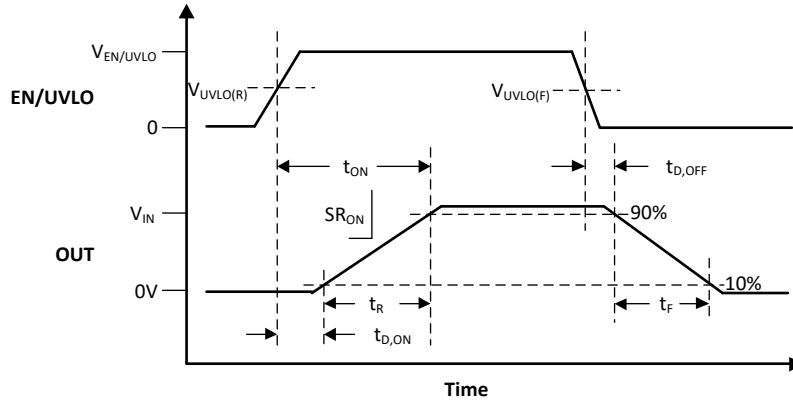 V_EN/UVLO
EN/UVLO
V_UVLO(R)
V_UVLO(F)
0
t_ON
t_D,OFF
V_IN
SR_ON
90%
OUT
0V
10%
t_R
t_F
t_D,ON
Time